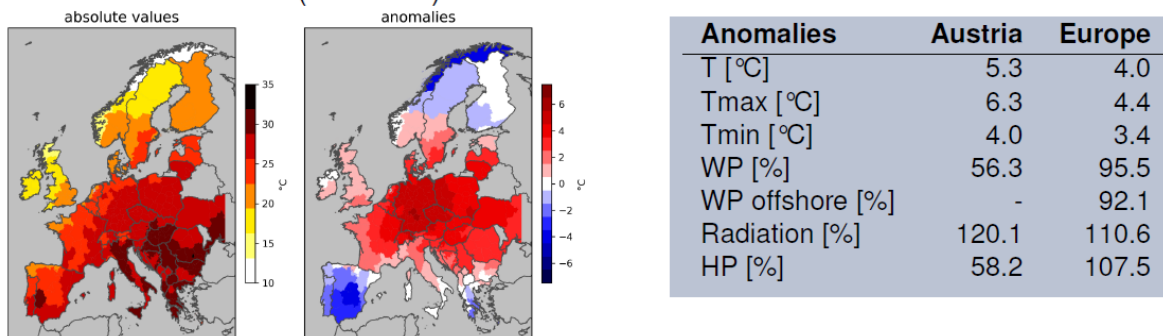 absolute values
anomalies
35
30
25
20
15
10
°C
6
4
2
0
−2
−4
−6
°C
Anomalies Austria Europe
T [°C] 5.3 4.0
Tmax [°C] 6.3 4.4
Tmin [°C] 4.0 3.4
WP [%] 56.3 95.5
WP offshore [%] - 92.1
Radiation [%] 120.1 110.6
HP [%] 58.2 107.5